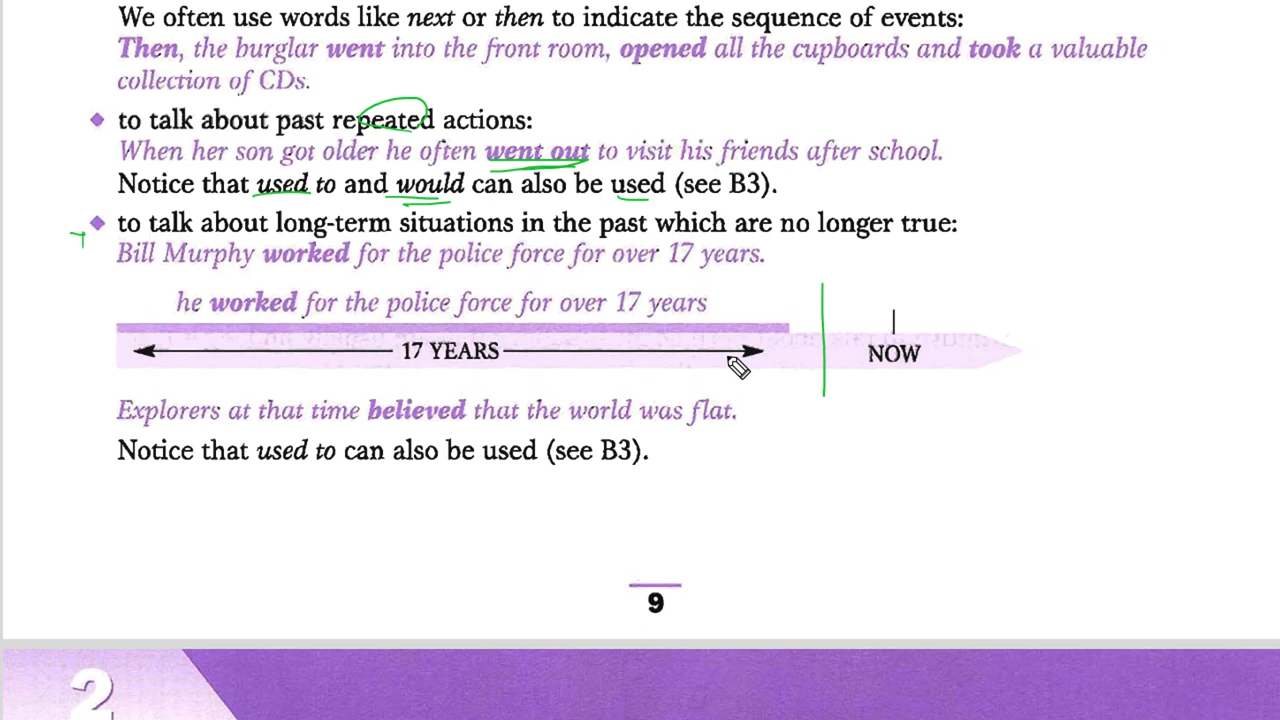 We often use words like next or then to indicate the sequence of events:
Then, the burglar went into the front room, opened all the cupboards and took a valuable
collection of CDs.
◆ to talk about past repeated actions:
When her son got older he often went out to visit his friends after school.
Notice that used to and would can also be used (see B3).
◆ to talk about long-term situations in the past which are no longer true:
Bill Murphy worked for the police force for over 17 years.
he worked for the police force for over 17 years
17 YEARS
NOW
Explorers at that time believed that the world was flat.
Notice that used to can also be used (see B3).
9
2